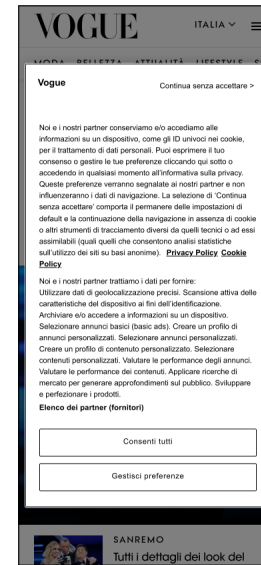 VOGUE
ITALIA
MODA BELLEZZA ATTUALITÀ LIFESTYLE
Vogue
Continua senza accettare >
Noi e i nostri partner conserviamo e/o accediamo alle
informazioni su un dispositivo, come gli ID univoci nei cookie,
per il trattamento di dati personali. Puoi esprimere il tuo
consenso o gestire le tue preferenze cliccando qui sotto o
accedendo in qualsiasi momento all'informativa sulla privacy.
Queste preferenze verranno segnalate ai nostri partner e non
influenzeranno i dati di navigazione. La selezione di 'Continua
senza accettare' comporta il permanere delle impostazioni di
default e la continuazione della navigazione in assenza di cookie
o altri strumenti di tracciamento diversi da quelli tecnici o ad essi
assimilabili (quali quelli che consentono analisi statistiche
sull'utilizzo dei siti su basi anonime). Privacy Policy Cookie
Policy
Noi e i nostri partner trattiamo i dati per fornire:
Utilizzare dati di geolocalizzazione precisi. Scansione attiva delle
caratteristiche del dispositivo ai fini dell'identificazione.
Archiviare e/o accedere a informazioni su un dispositivo.
Selezionare annunci basici (basic ads). Creare un profilo di
annunci personalizzati. Selezionare annunci personalizzati.
Creare un profilo di contenuto personalizzato. Selezionare
contenuti personalizzati. Valutare le performance degli annunci.
Valutare le performance dei contenuti. Applicare ricerche di
mercato per generare approfondimenti sul pubblico. Sviluppare
e perfezionare i prodotti.
Elenco dei partner (fornitori)
Consenti tutti
Gestisci preferenze
SANREMO
Tutti i dettagli dei look del